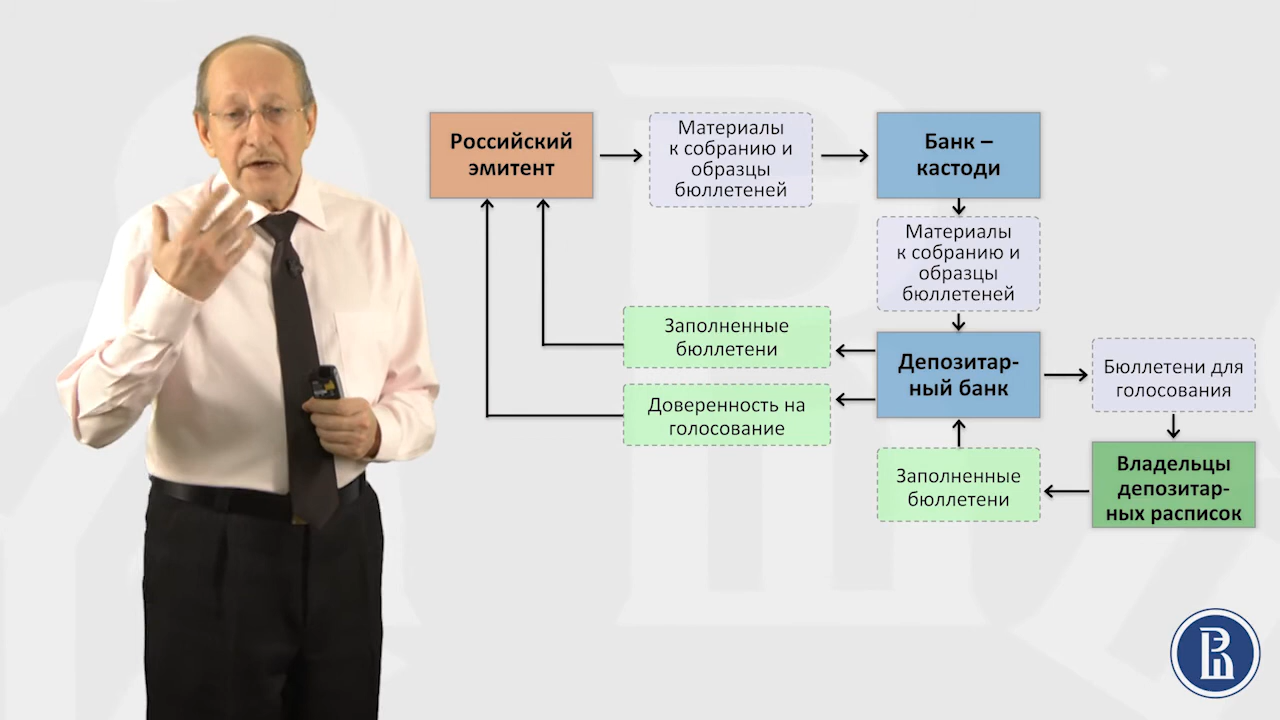 Российский
эмитент
Материалы
к собранию и
образцы
бюллетеней
Банк –
кастоди
Материалы
к собранию и
образцы
бюллетеней
Заполненные
бюллетени
Депозитар-
ный банк
Бюллетени для
голосования
Доверенность на
голосование
Заполненные
бюллетени
Владельцы
депозитар-
ных расписок